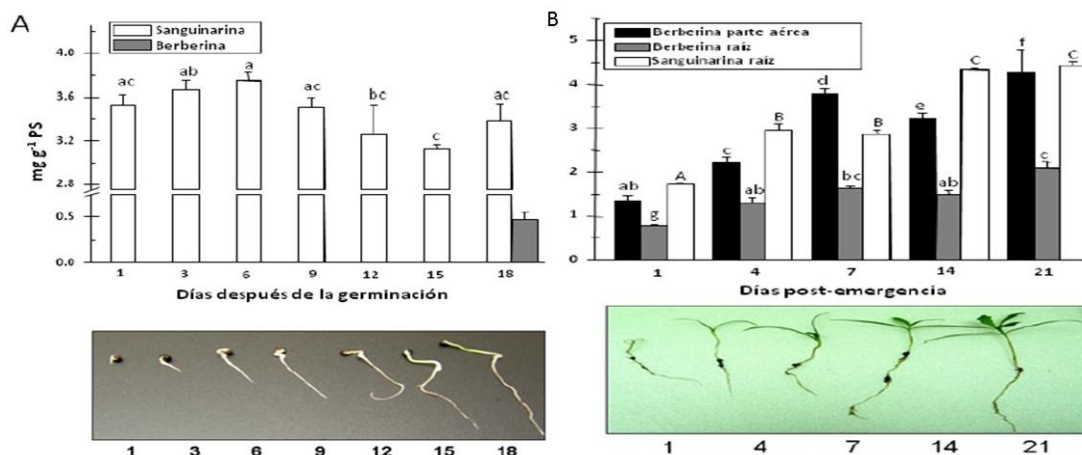 A
Sanguinarina
Berberina
mg g⁻¹ PS
4.0
3.6
3.2
2.8
0.5
0.0
ac
ab
a
ac
bc
c
ac
1 3 6 9 12 15 18
Días después de la germinación
1 3 6 9 12 15 18
B
Berberina parte aérea
Berberina raíz
Sanguinarina raíz
5
4
3
2
1
0
ab g A
c ab B
d bc B
e ab C
f c C
1 4 7 14 21
Días post-emergencia
1 4 7 14 21